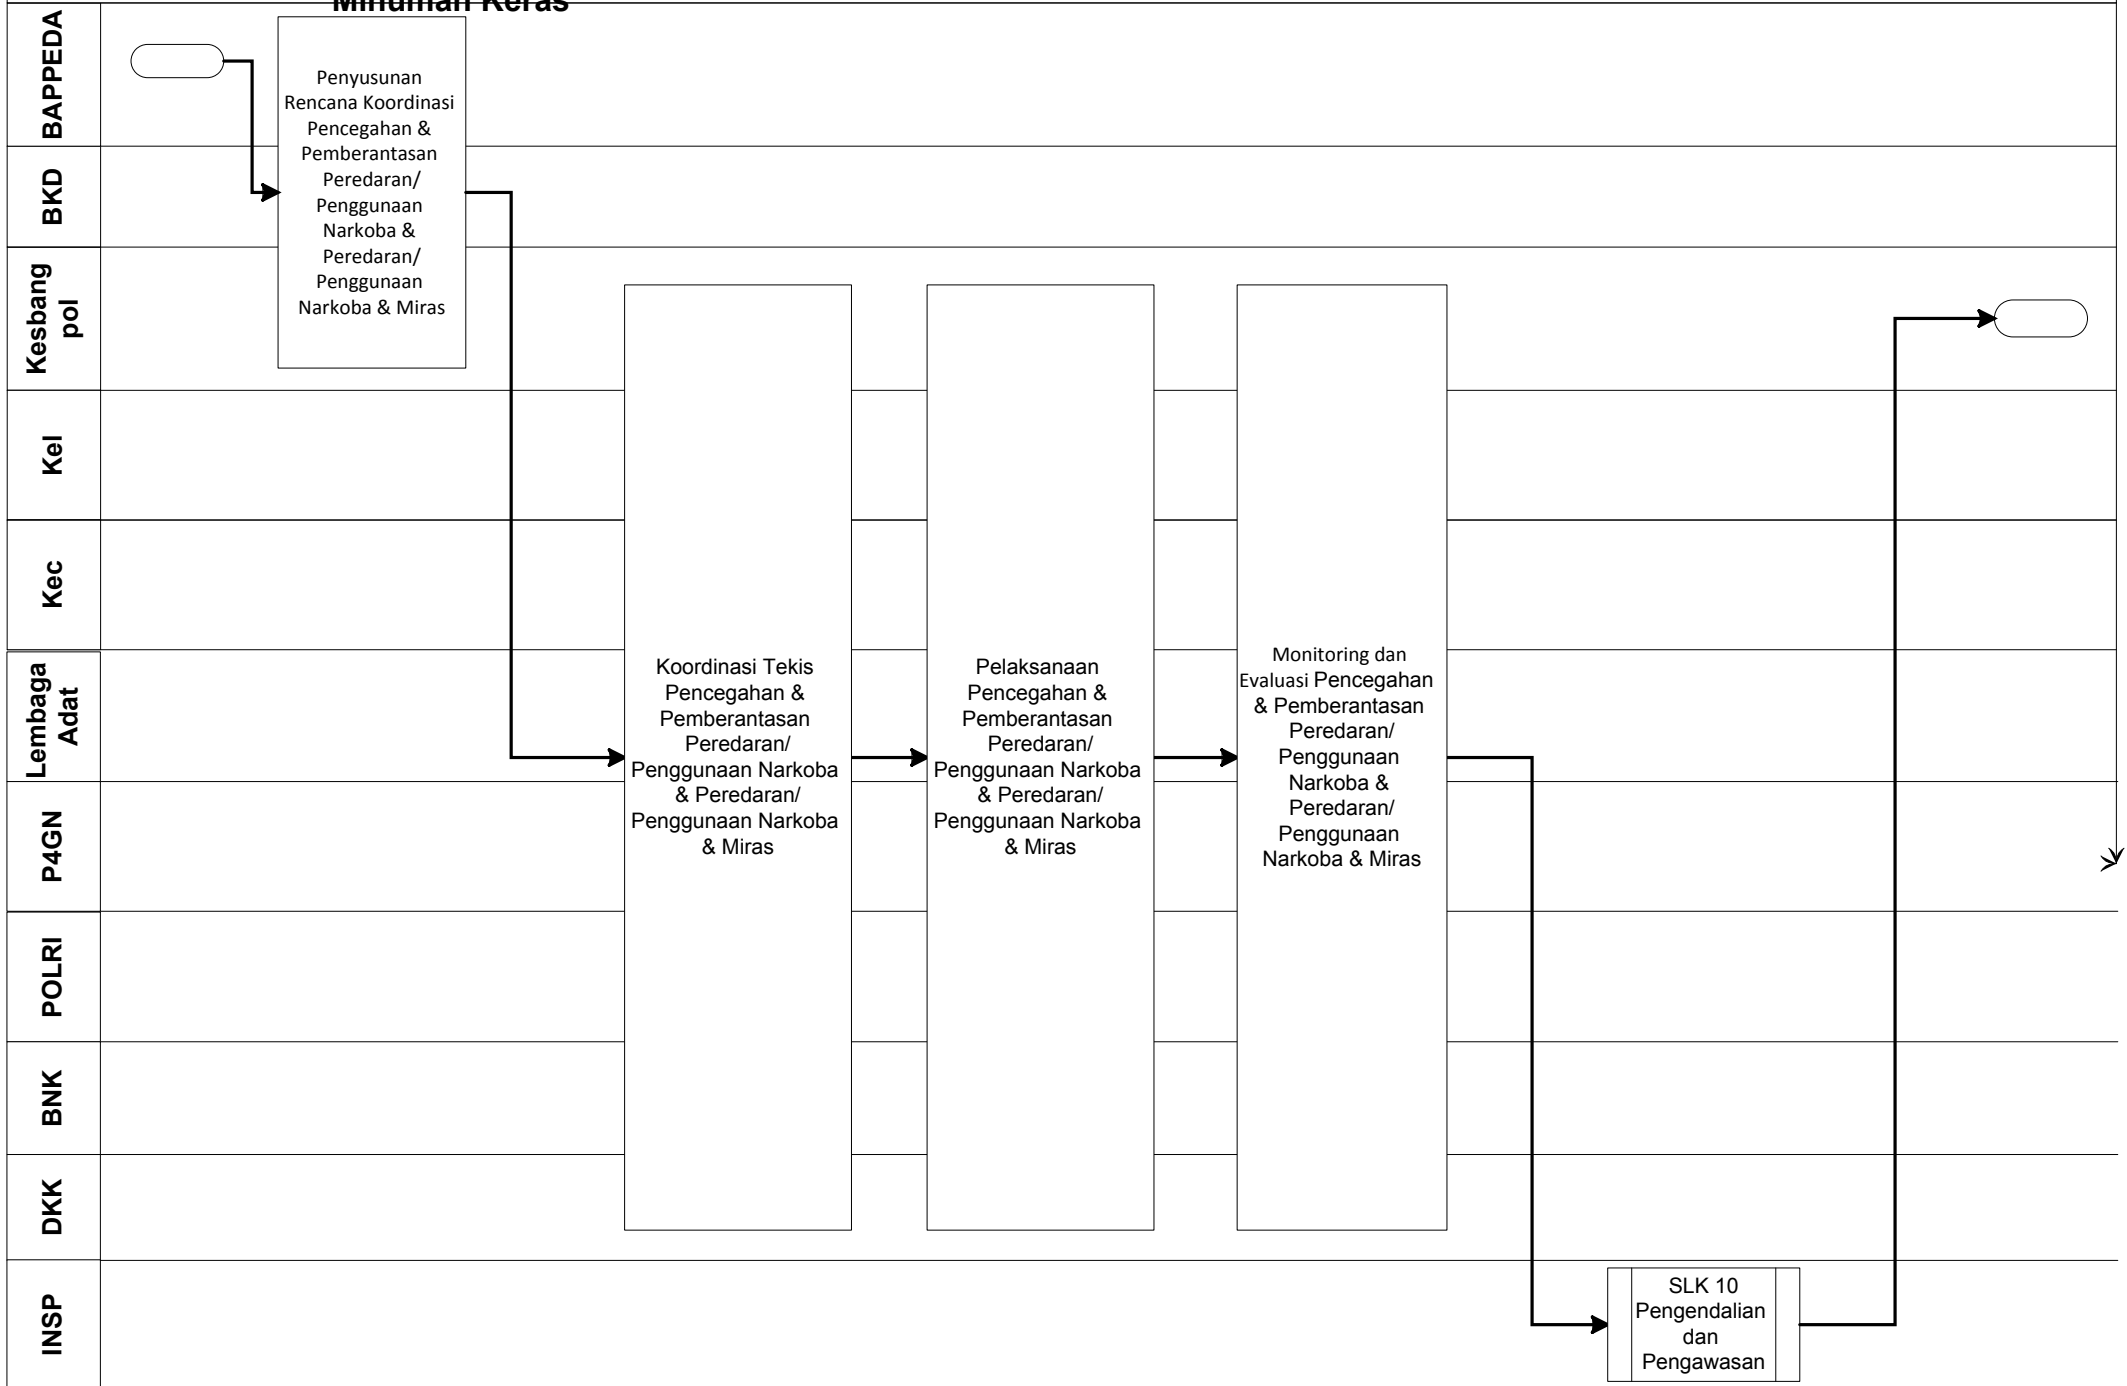 Minuman Keras
BAPPEDA
BKD
Kesbang
pol
Kel
Kec
Lembaga
Adat
P4GN
POLRI
BNK
DKK
INSP
Penyusunan
Rencana Koordinasi
Pencegahan &
Pemberantasan
Peredaran/
Penggunaan
Narkoba &
Peredaran/
Penggunaan
Narkoba & Miras
Koordinasi Tekis
Pencegahan &
Pemberantasan
Peredaran/
Penggunaan Narkoba
& Peredaran/
Penggunaan Narkoba
& Miras
Pelaksanaan
Pencegahan &
Pemberantasan
Peredaran/
Penggunaan Narkoba
& Peredaran/
Penggunaan Narkoba
& Miras
Monitoring dan
Evaluasi Pencegahan
& Pemberantasan
Peredaran/
Penggunaan
Narkoba &
Peredaran/
Penggunaan
Narkoba & Miras
SLK 10
Pengendalian
dan
Pengawasan